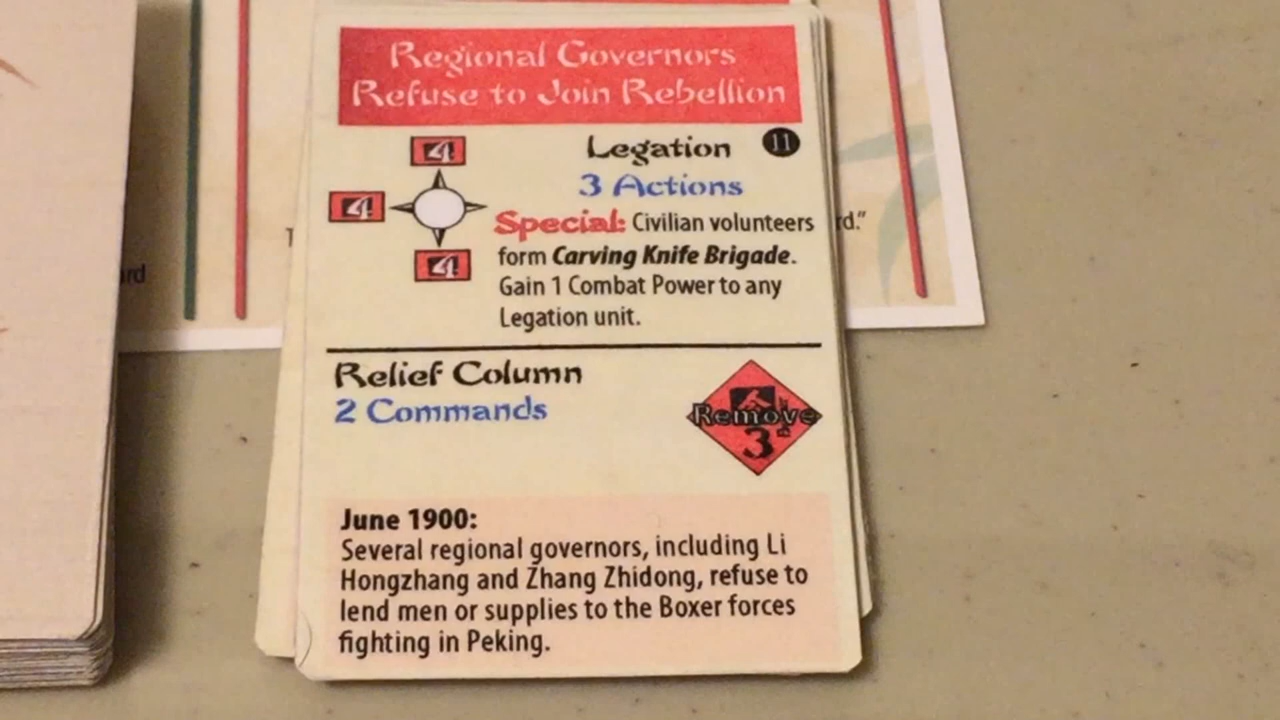 Regional Governors
Refuse to Join Rebellion
4
Legation 11
4
3 Actions
Special: Civilian volunteers
rd.”
form Carving Knife Brigade.
4
Gain 1 Combat Power to any
ard
Legation unit.
Relief Column
2 Commands
Remove
3
June 1900:
Several regional governors, including Li
Hongzhang and Zhang Zhidong, refuse to
lend men or supplies to the Boxer forces
fighting in Peking.